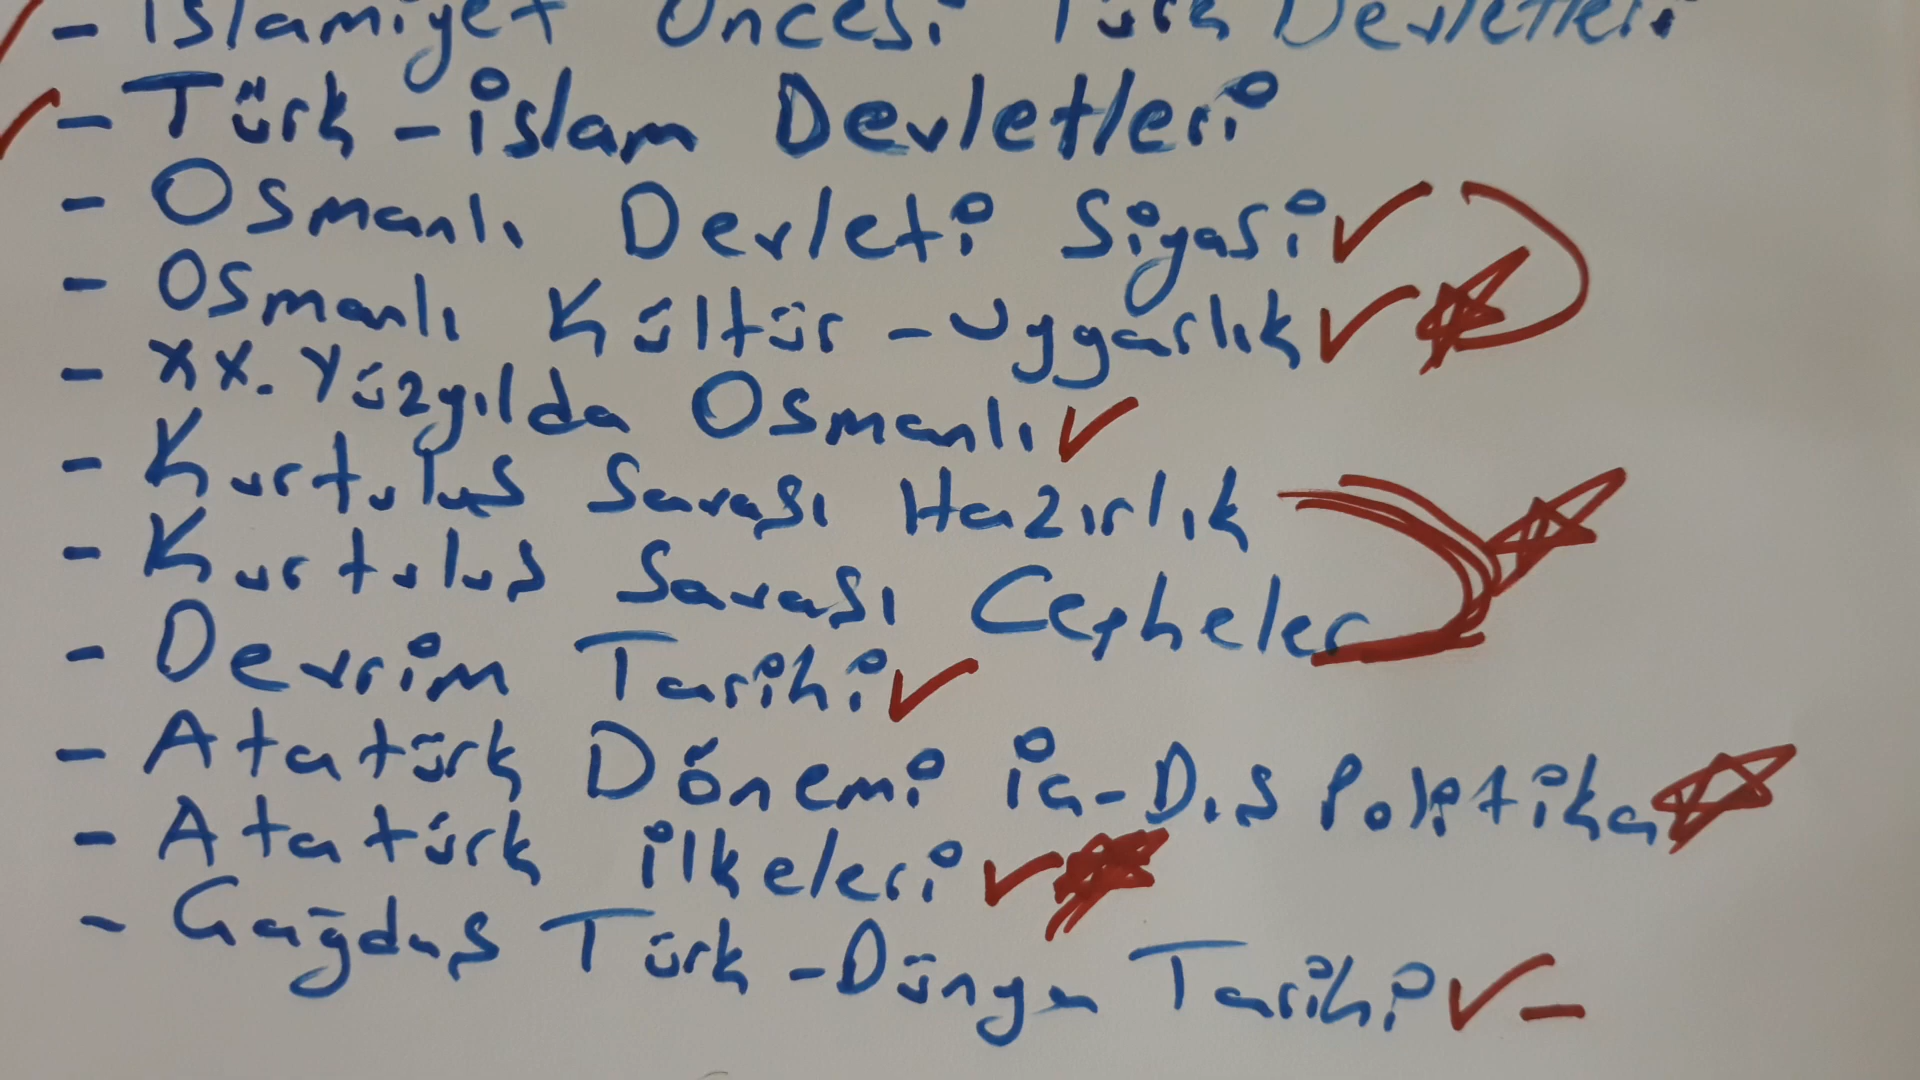 - İslamiyet Öncesi Türk Devletleri
- Türk-İslam Devletleri
- Osmanlı Devleti Siyasi
- Osmanlı Kültür-Uygarlık
- XX. Yüzyılda Osmanlı
- Kurtuluş Savaşı Hazırlık
- Kurtuluş Savaşı Cepheler
- Devrim Tarihi
- Atatürk Dönemi İç-Dış Politika
- Atatürk İlkeleri
- Çağdaş Türk-Dünya Tarihi